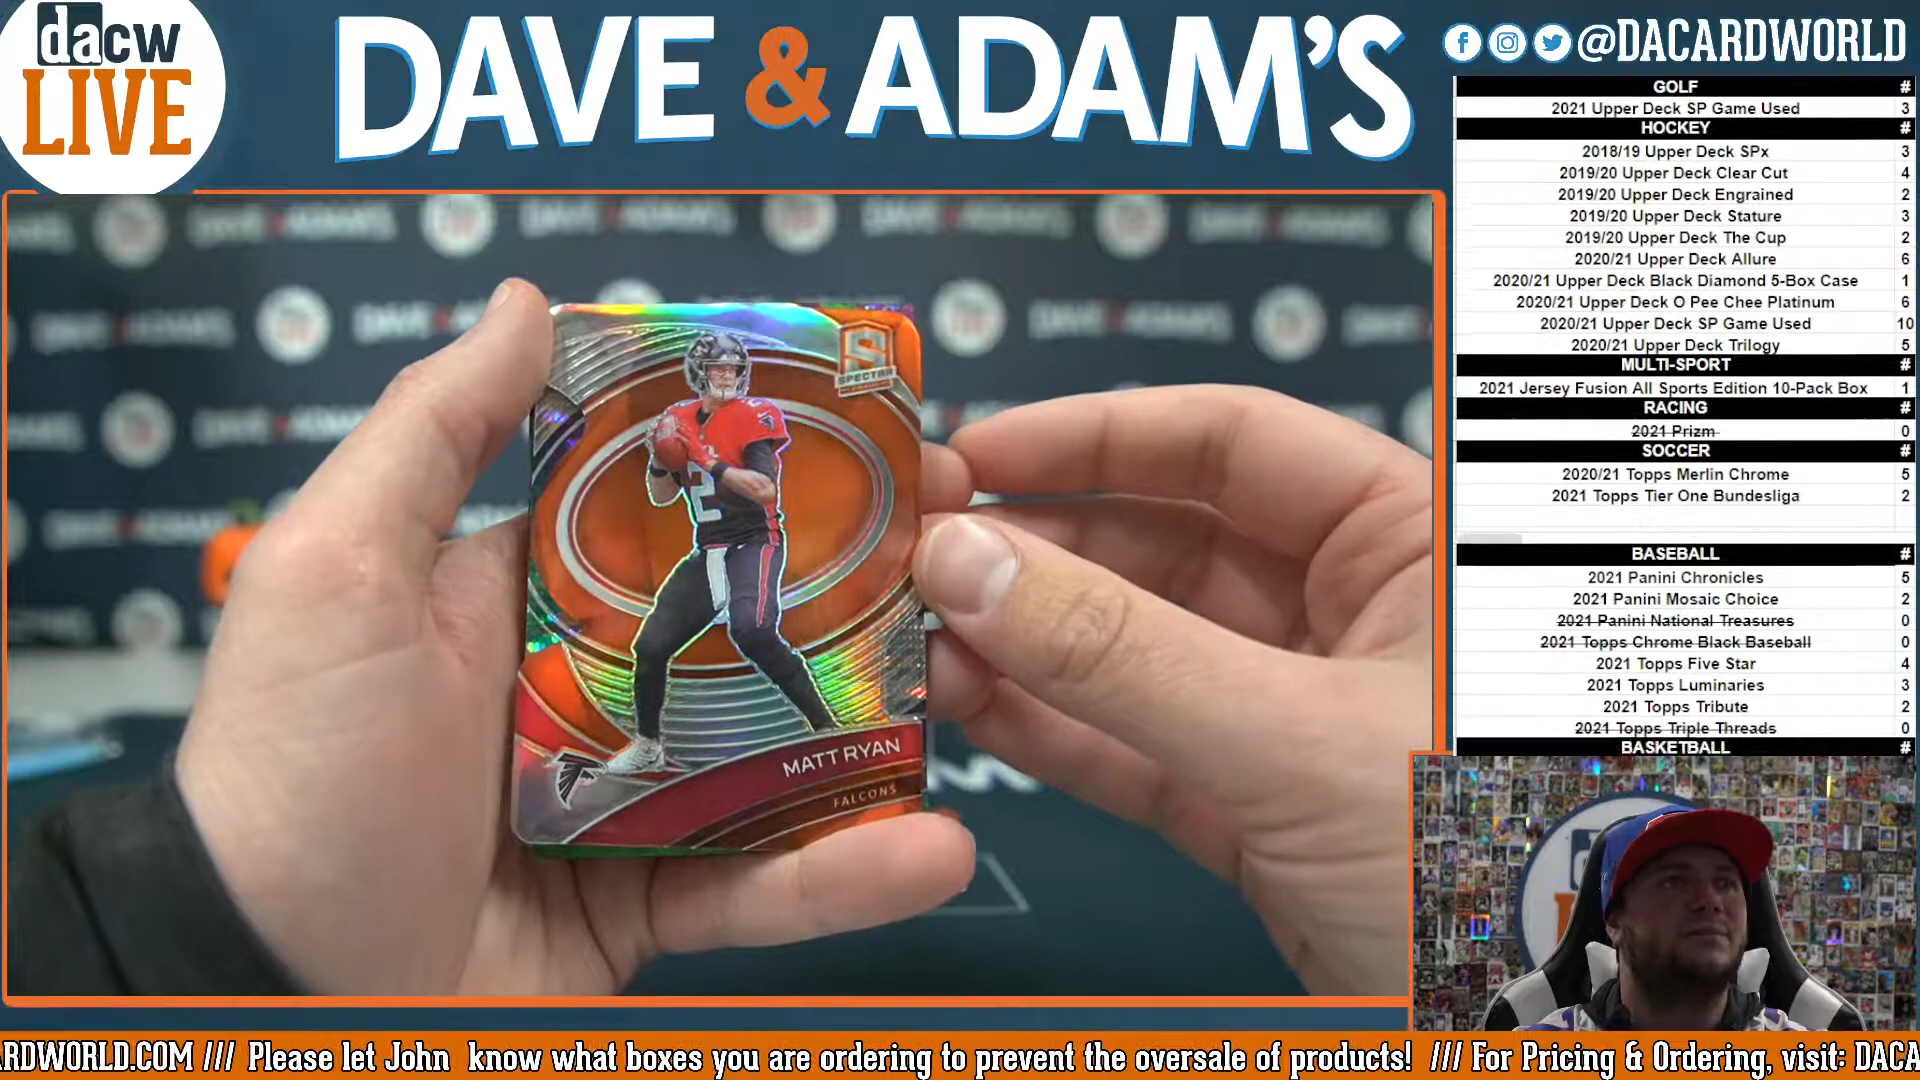 dacw
LIVE
DAVE & ADAM'S
@DACARDWORLD
GOLF #
2021 Upper Deck SP Game Used 3
HOCKEY #
2018/19 Upper Deck SPx 3
2019/20 Upper Deck Clear Cut 4
2019/20 Upper Deck Engrained 2
2019/20 Upper Deck Stature 3
2019/20 Upper Deck The Cup 2
2020/21 Upper Deck Allure 6
2020/21 Upper Deck Black Diamond 5-Box Case 1
2020/21 Upper Deck O Pee Chee Platinum 6
2020/21 Upper Deck SP Game Used 10
2020/21 Upper Deck Trilogy 5
MULTI-SPORT #
2021 Jersey Fusion All Sports Edition 10-Pack Box 1
RACING #
2021 Prizm 0
SOCCER #
2020/21 Topps Merlin Chrome 5
2021 Topps Tier One Bundesliga 2
BASEBALL #
2021 Panini Chronicles 5
2021 Panini Mosaic Choice 2
2021 Panini National Treasures 0
2021 Topps Chrome Black Baseball 0
2021 Topps Five Star 4
2021 Topps Luminaries 3
2021 Topps Tribute 2
2021 Topps Triple Threads 0
BASKETBALL #
S
SPECTRA
2
MATT RYAN
FALCONS
ARDWORLD.COM /// Please let John know what boxes you are ordering to prevent the oversale of products! /// For Pricing & Ordering, visit: DACA